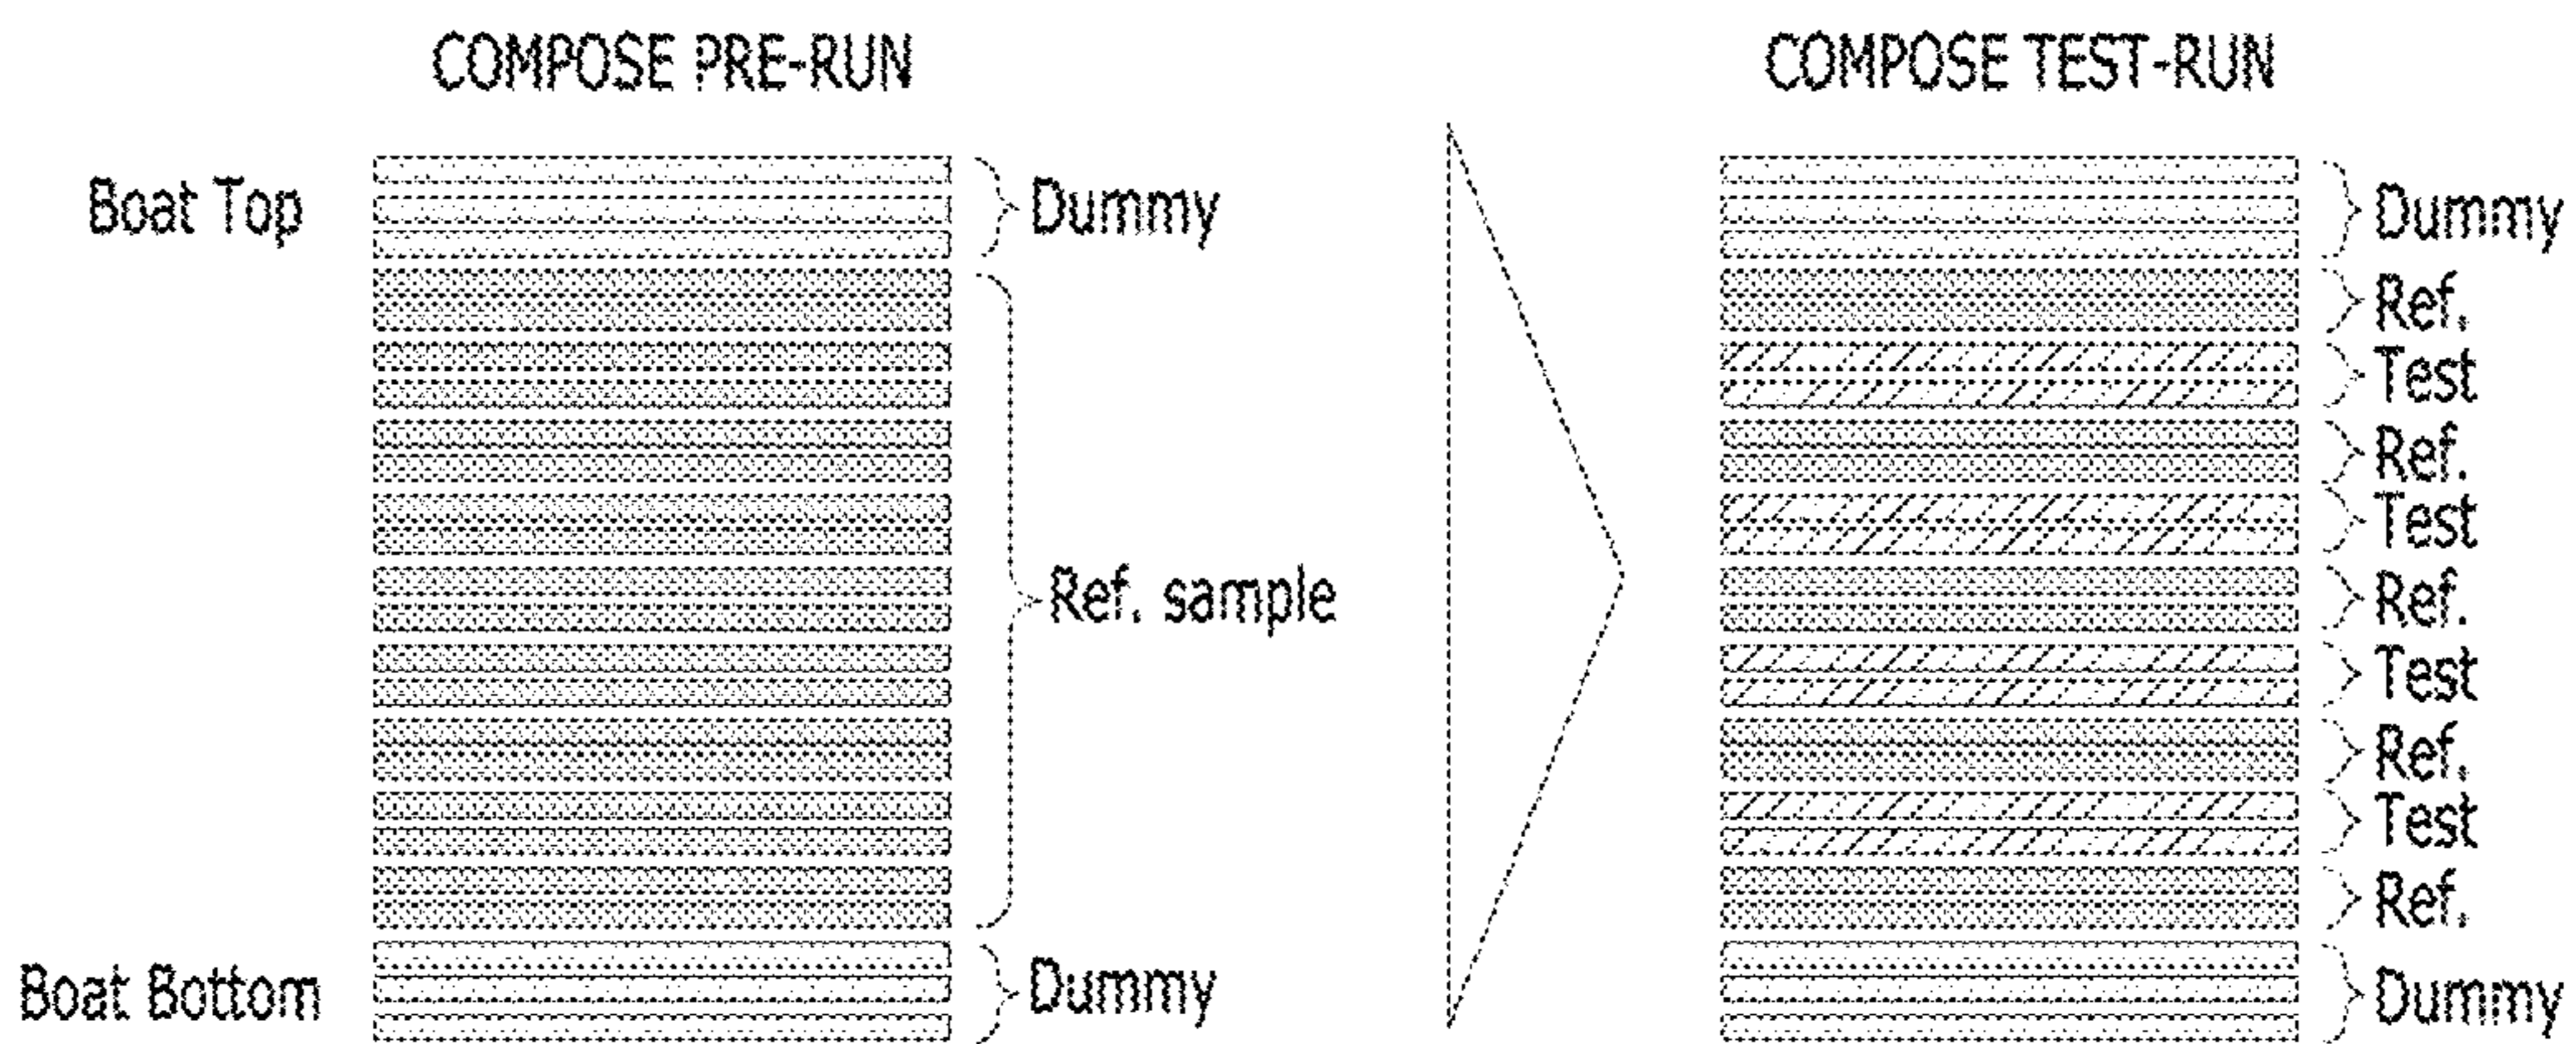 COMPOSE PRE-RUN
COMPOSE TEST-RUN
Boat Top
Dummy
Ref. sample
Boat Bottom
Dummy
Dummy
Ref.
Test
Ref.
Test
Ref.
Test
Ref.
Test
Ref.
Dummy